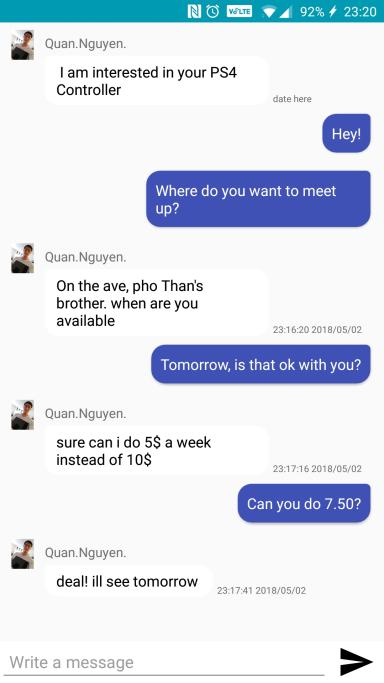 VoLTE 92% 23:20
Quan.Nguyen.
I am interested in your PS4
Controller
date here
Hey!
Where do you want to meet
up?
Quan.Nguyen.
On the ave, pho Than's
brother. when are you
available
23:16:20 2018/05/02
Tomorrow, is that ok with you?
Quan.Nguyen.
sure can i do 5$ a week
instead of 10$
23:17:16 2018/05/02
Can you do 7.50?
Quan.Nguyen.
deal! ill see tomorrow
23:17:41 2018/05/02
Write a message